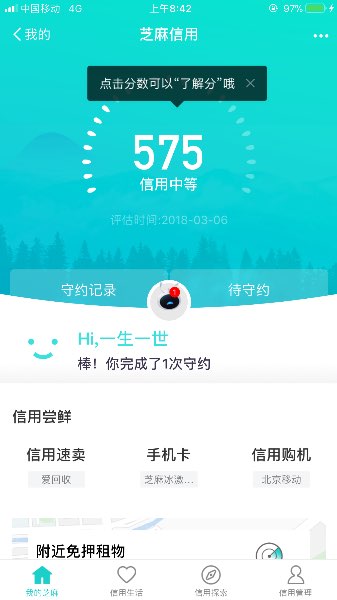 中国移动 4G 上午8:42 97%
我的 芝麻信用
点击分数可以“了解分”哦
575
信用中等
评估时间:2018-03-06
守约记录 待守约
1
Hi,一生一世
棒！你完成了1次守约
信用尝鲜
信用速卖 手机卡 信用购机
爱回收 芝麻冰激... 北京移动
附近免押租物
我的芝麻 信用生活 信用探索 信用管理